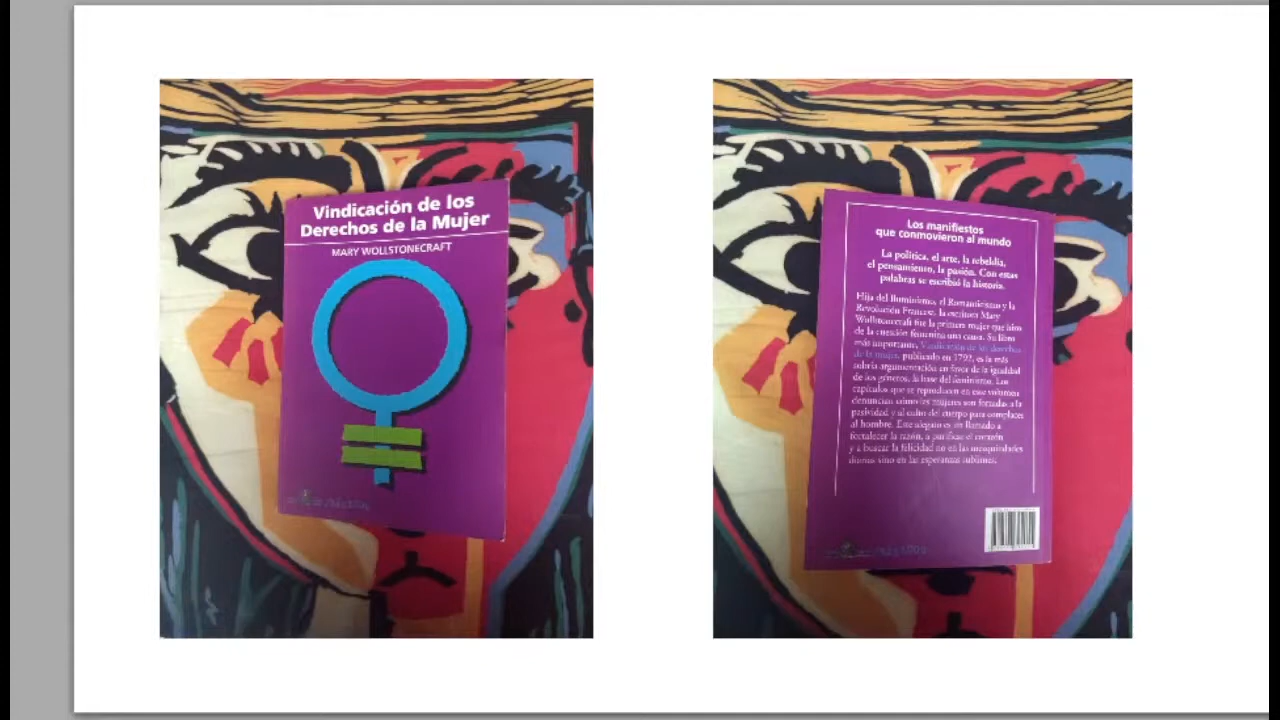 Vindicación de los
Derechos de la Mujer
MARY WOLLSTONECRAFT
Los manifiestos
que conmovieron al mundo
La política, el arte, la rebeldía,
el pensamiento, la pasión. Con estas
palabras se escribió la historia.
Hija del Iluminismo, el Romanticismo y la
Revolución Francesa, la escritora Mary
Wollstonecraft fue la primera mujer que hizo
de la cuestión femenina una causa. Su libro
más importante, Vindicación de los derechos
de la mujer, publicado en 1792, es la más
sobria argumentación en favor de la igualdad
de los géneros, la base del feminismo. Los
capítulos que se reproducen en este volumen
denuncian cómo las mujeres son forzadas a la
pasividad y al culto del cuerpo para complacer
al hombre. Este alegato es un llamado a
fortalecer la razón, a purificar el corazón
y a buscar la felicidad no en las mezquindades
diurnas sino en las esperanzas sublimes.